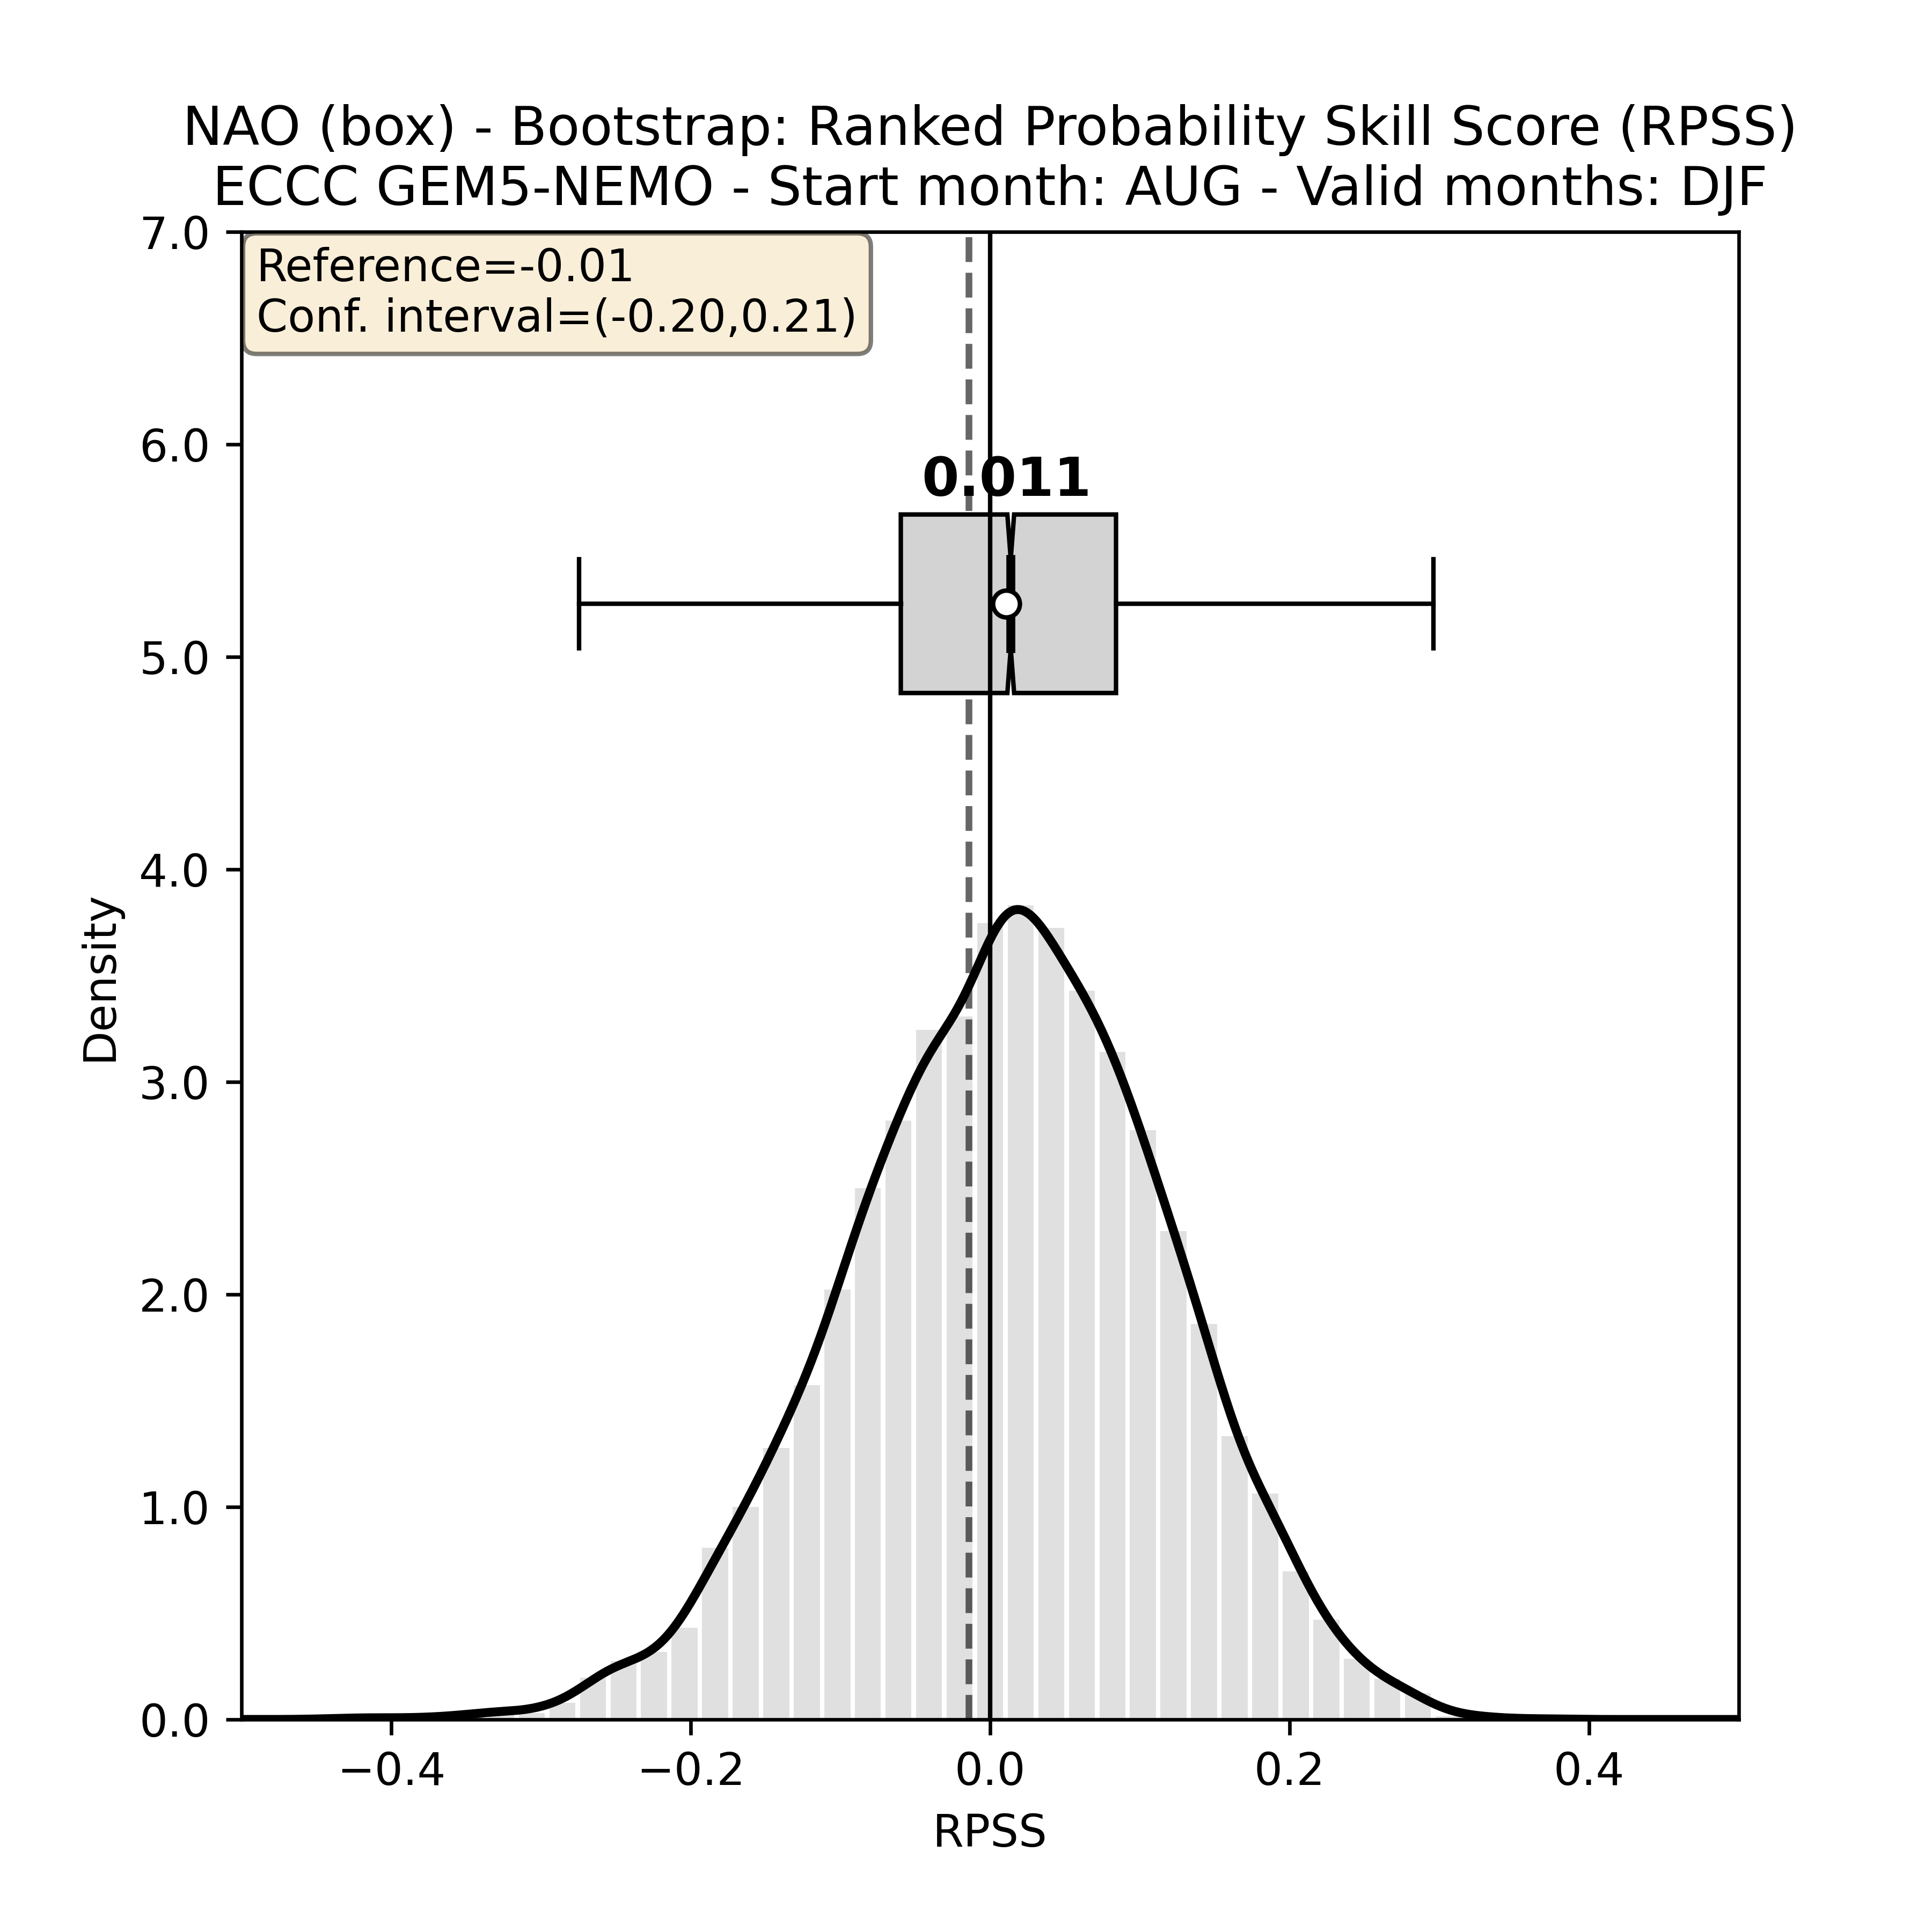 NAO (box) - Bootstrap: Ranked Probability Skill Score (RPSS)
ECCC GEM5-NEMO - Start month: AUG - Valid months: DJF
Reference=-0.01
Conf. interval=(-0.20,0.21)
0.011
7.0
6.0
5.0
4.0
3.0
2.0
1.0
0.0
Density
−0.4 −0.2 0.0 0.2 0.4
RPSS